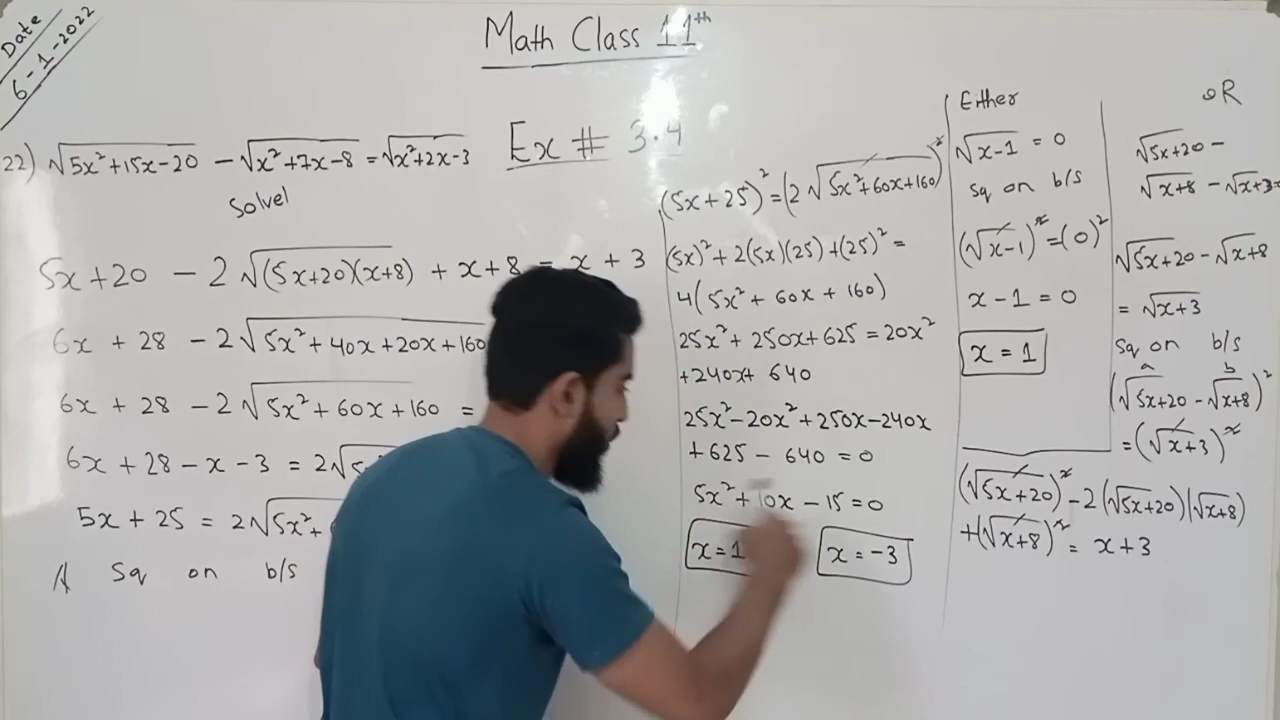 Date
6-1-2022
Math Class 11th
Ex # 3.4
22) √5x²+15x-20 - √x²+7x-8 = √x²+2x-3
Solve
5x+20 - 2√(5x+20)(x+8) + x+8 = x+3
6x + 28 - 2√5x²+40x+20x+160
6x + 28 - 2√5x²+60x+160 =
6x + 28 - x - 3 = 2√5x²
5x + 25 = 2√5x²+
Sq on b/s
(5x+25)² = (2√5x²+60x+160)²
(5x)² + 2(5x)(25) + (25)² =
4(5x² + 60x + 160)
25x² + 250x + 625 = 20x²
+240x + 640
25x² - 20x² + 250x - 240x
+625 - 640 = 0
5x² + 10x - 15 = 0
x = 1
x = -3
Either
√x-1 = 0
Sq on b/s
(√x-1)² = (0)²
x - 1 = 0
x = 1
OR
√5x+20 -
√x+8 - √x+3
√5x+20 - √x+8
= √x+3
Sq on b/s
a b
(√5x+20 - √x+8)²
= (√x+3)²
(√5x+20)² - 2(√5x+20)(√x+8)
+(√x+8)² = x+3